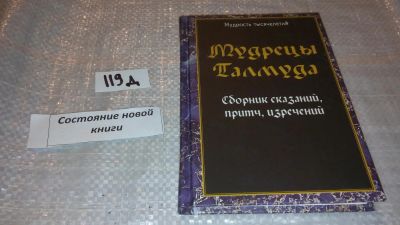 119д
Состояние новой
книги
Мудрость тысячелетий
Мудрецы
Талмуда
Сборник сказаний,
притч, изречений